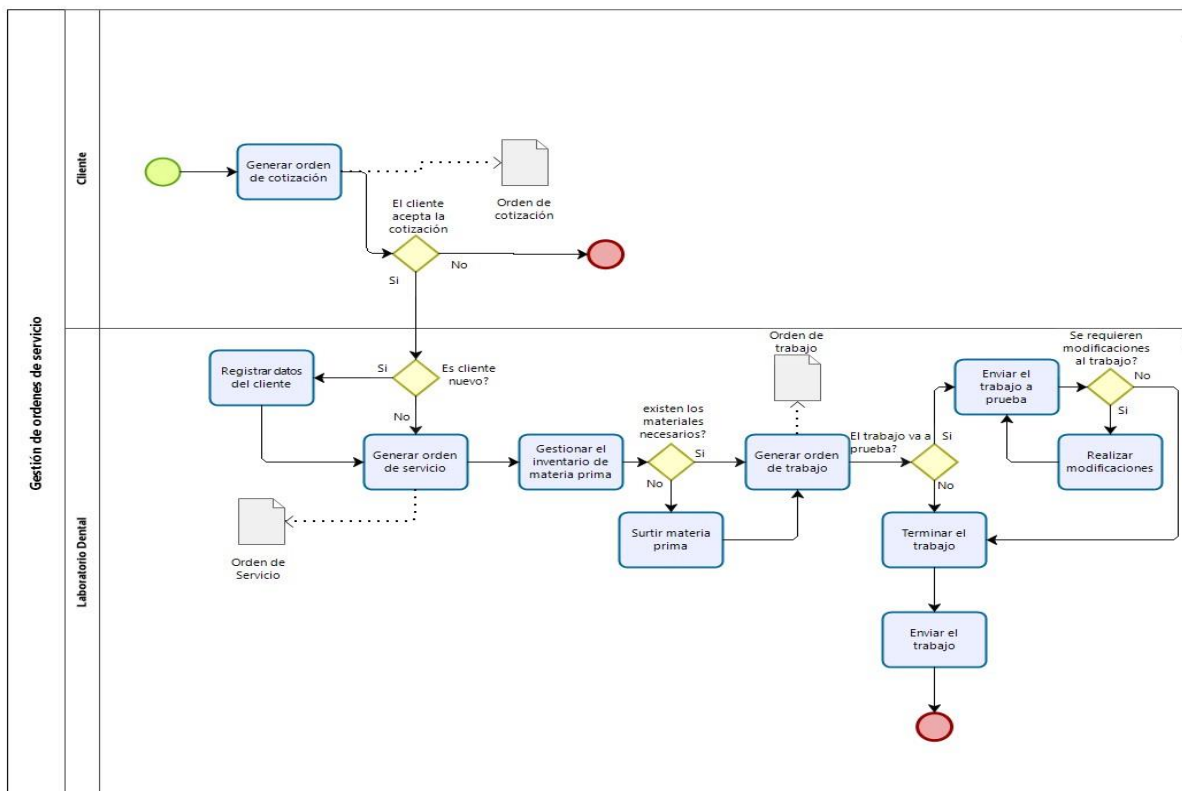 Gestión de ordenes de servicio
Cliente
Generar orden
de cotización
Orden de
cotización
El cliente
acepta la
cotización
No
Si
Laboratorio Dental
Registrar datos
del cliente
Si
Es cliente
nuevo?
No
Generar orden
de servicio
Orden de
Servicio
Gestionar el
inventario de
materia prima
existen los
materiales
necesarios?
Si
No
Surtir materia
prima
Orden de
trabajo
Generar orden
de trabajo
El trabajo va a
prueba?
Si
No
Enviar el
trabajo a
prueba
Se requieren
modificaciones
al trabajo?
No
Si
Realizar
modificaciones
Terminar el
trabajo
Enviar el
trabajo